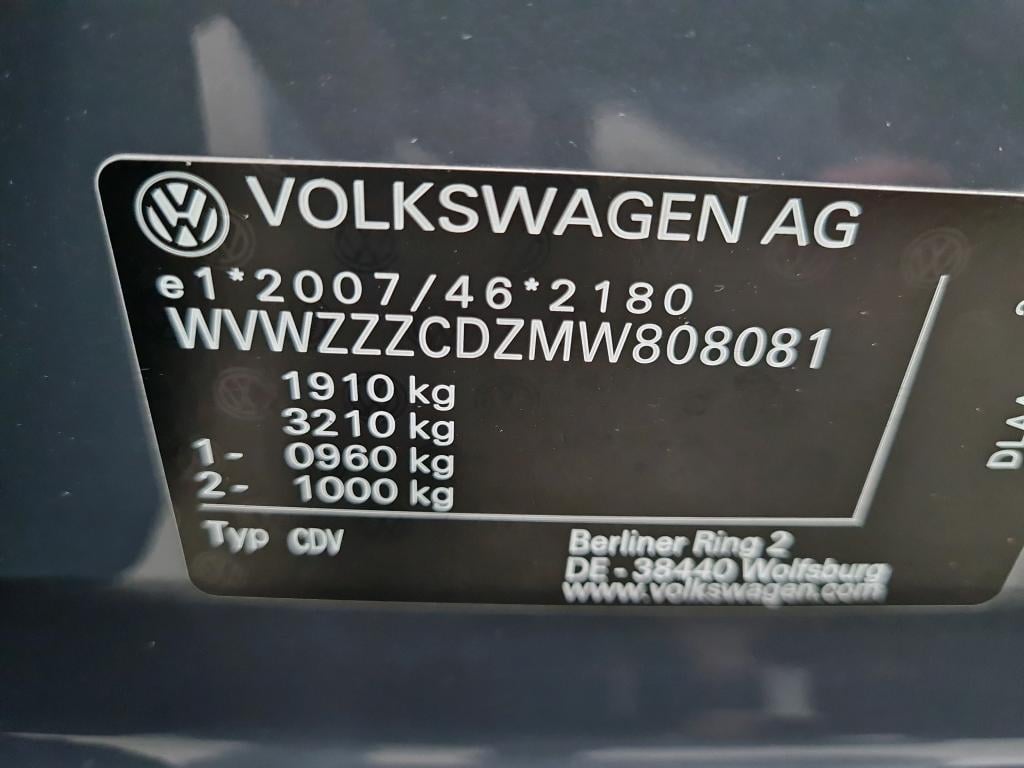 VOLKSWAGEN AG
e1*2007/46*2180
WVWZZZCDZMW808081
1910 kg
3210 kg
1- 0960 kg
2- 1000 kg
Typ CDV
Berliner Ring 2
DE - 38440 Wolfsburg
www.volkswagen.com